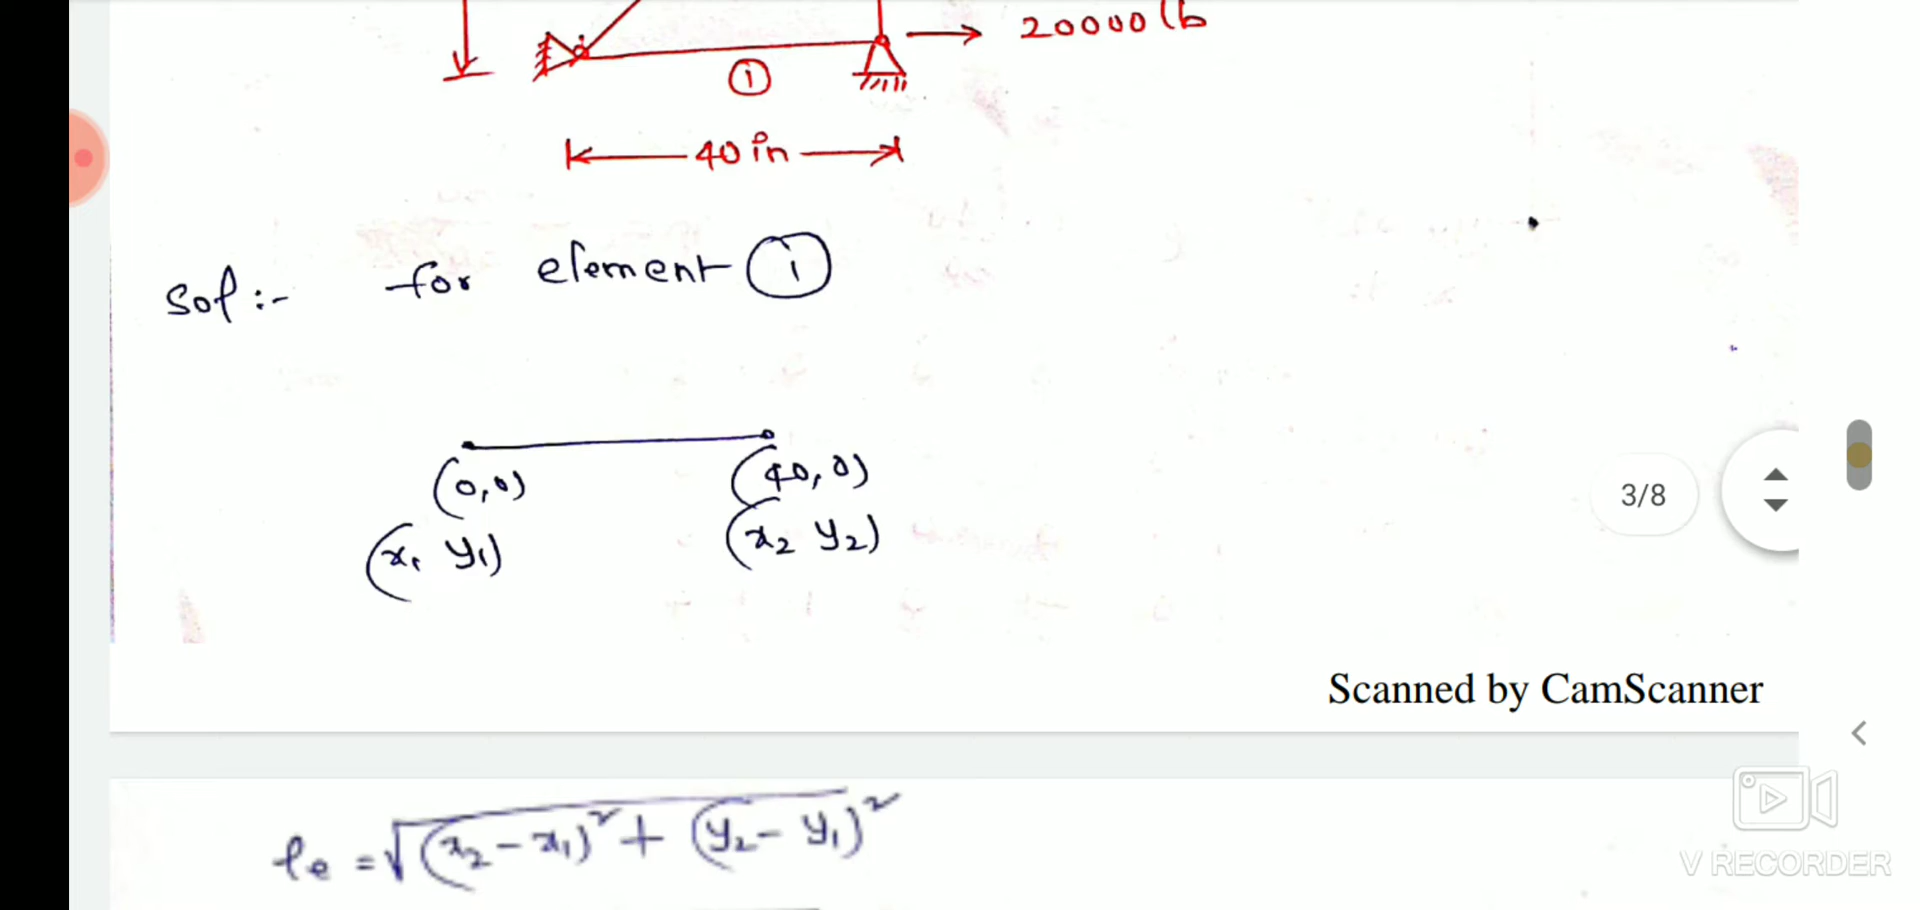 20000 lb
1
40 in
Sol:- for element 1
(0,0) (40,0)
(x1 y1) (x2 y2)
3/8
Scanned by CamScanner
le = √(x2 - x1)² + (y2 - y1)²
V RECORDER